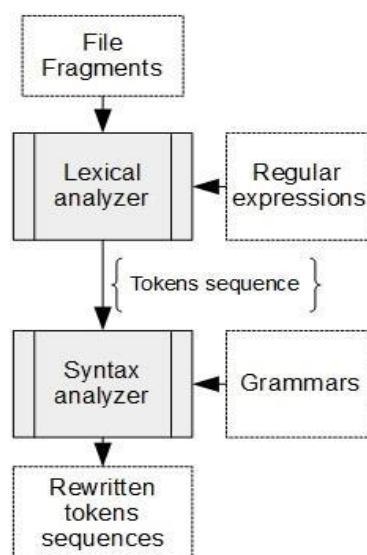 File
Fragments
Lexical
analyzer
Regular
expressions
Tokens sequence
Syntax
analyzer
Grammars
Rewritten
tokens
sequences